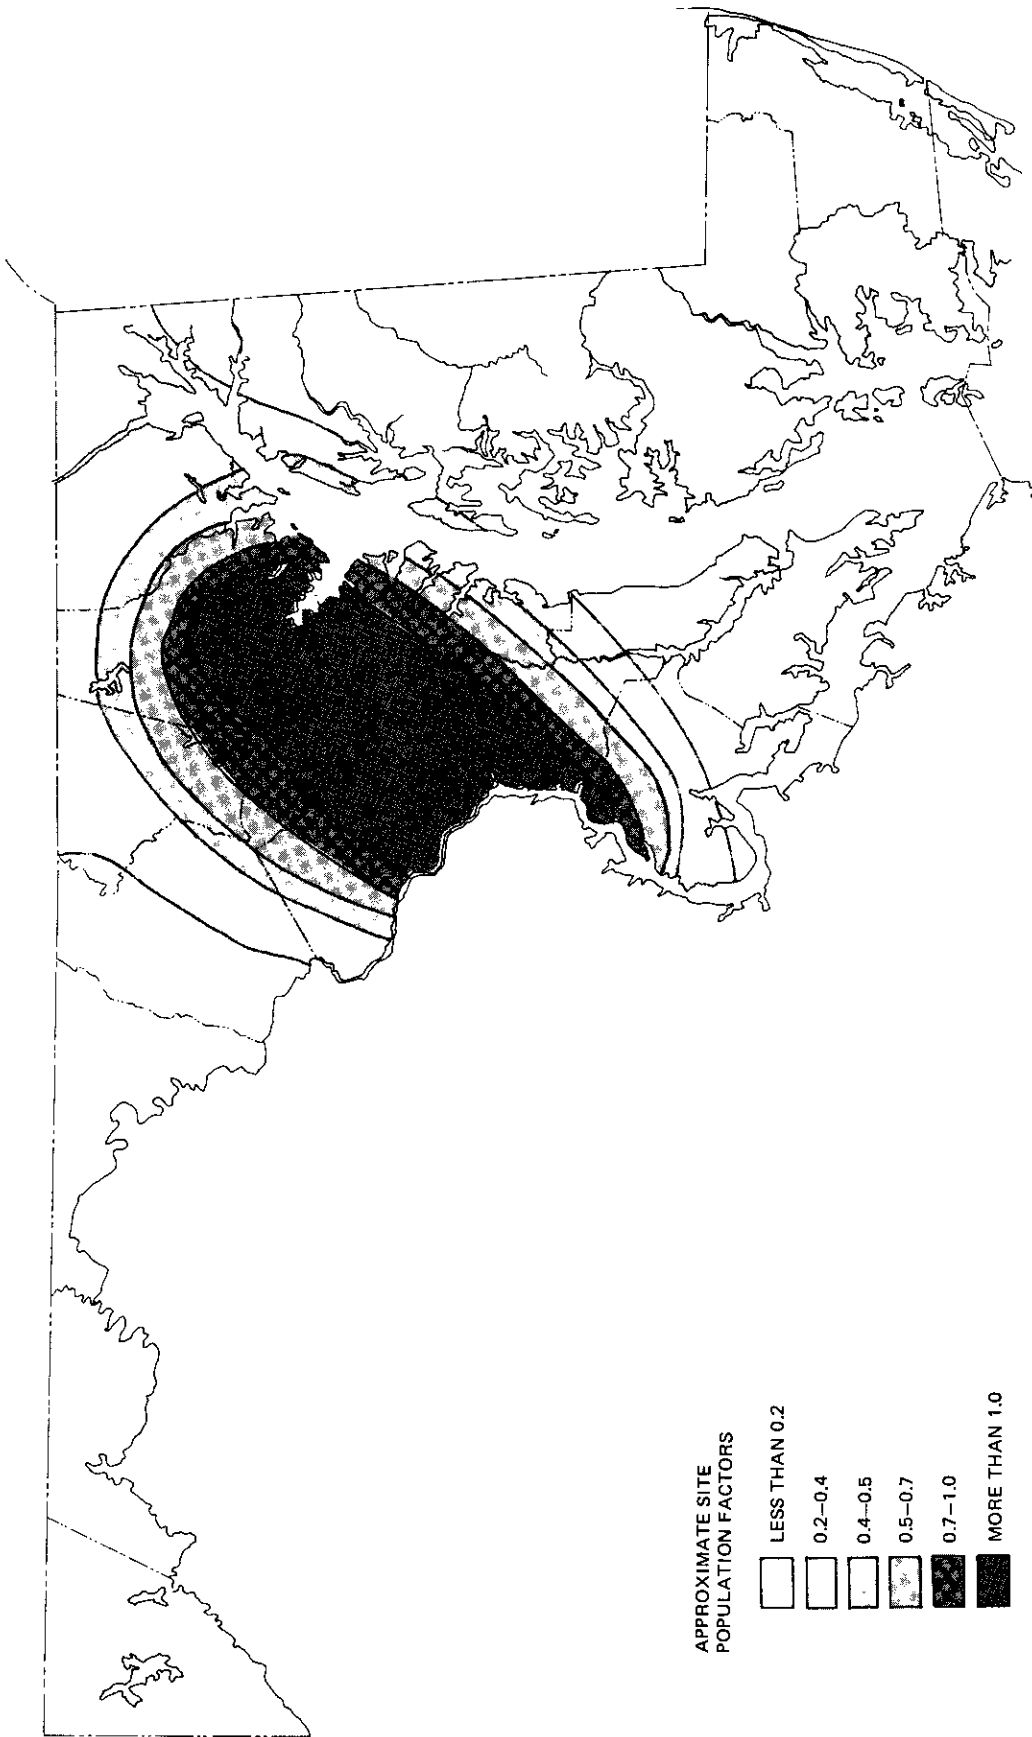 APPROXIMATE SITE
POPULATION FACTORS
LESS THAN 0.2
0.2–0.4
0.4–0.5
0.5–0.7
0.7–1.0
MORE THAN 1.0